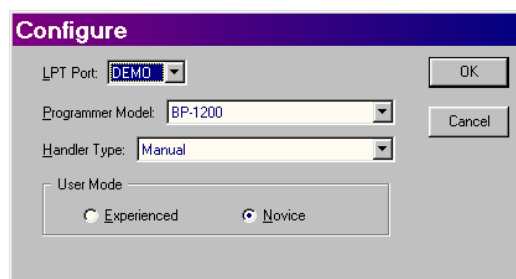 Configure
LPT Port: DEMO
OK
Programmer Model: BP-1200
Cancel
Handler Type: Manual
User Mode
Experienced Novice